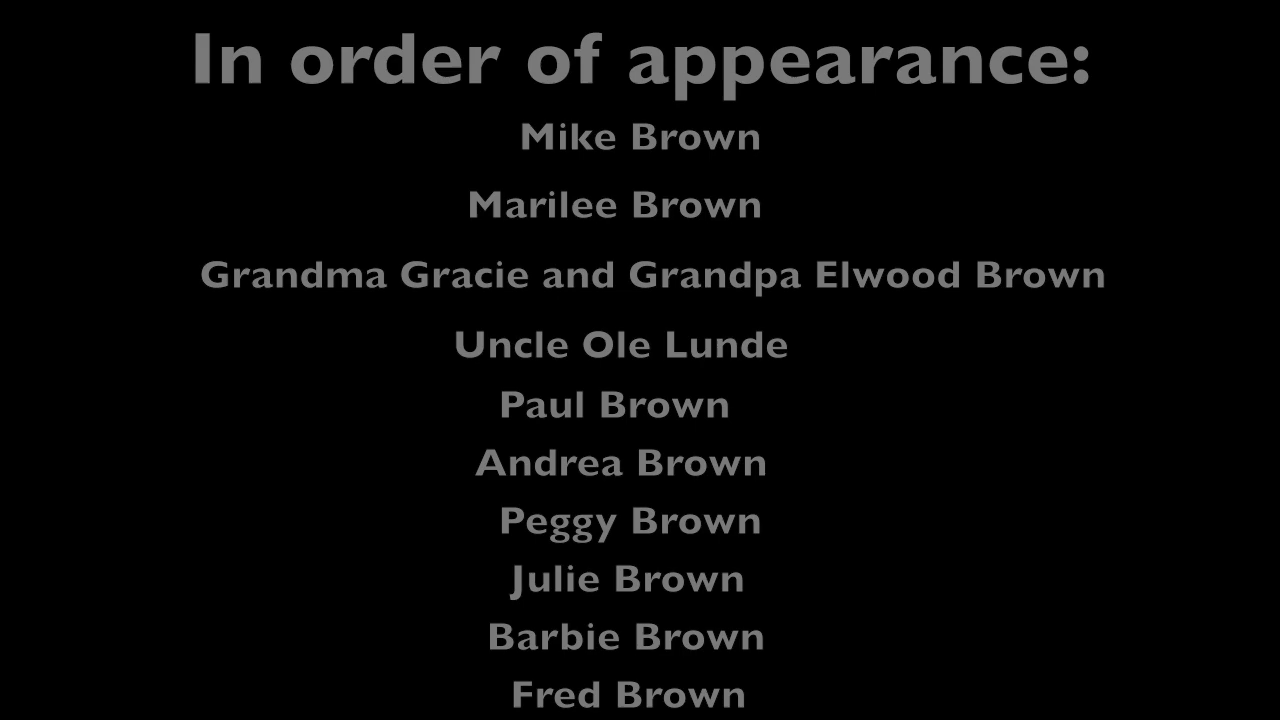 In order of appearance:
Mike Brown
Marilee Brown
Grandma Gracie and Grandpa Elwood Brown
Uncle Ole Lunde
Paul Brown
Andrea Brown
Peggy Brown
Julie Brown
Barbie Brown
Fred Brown